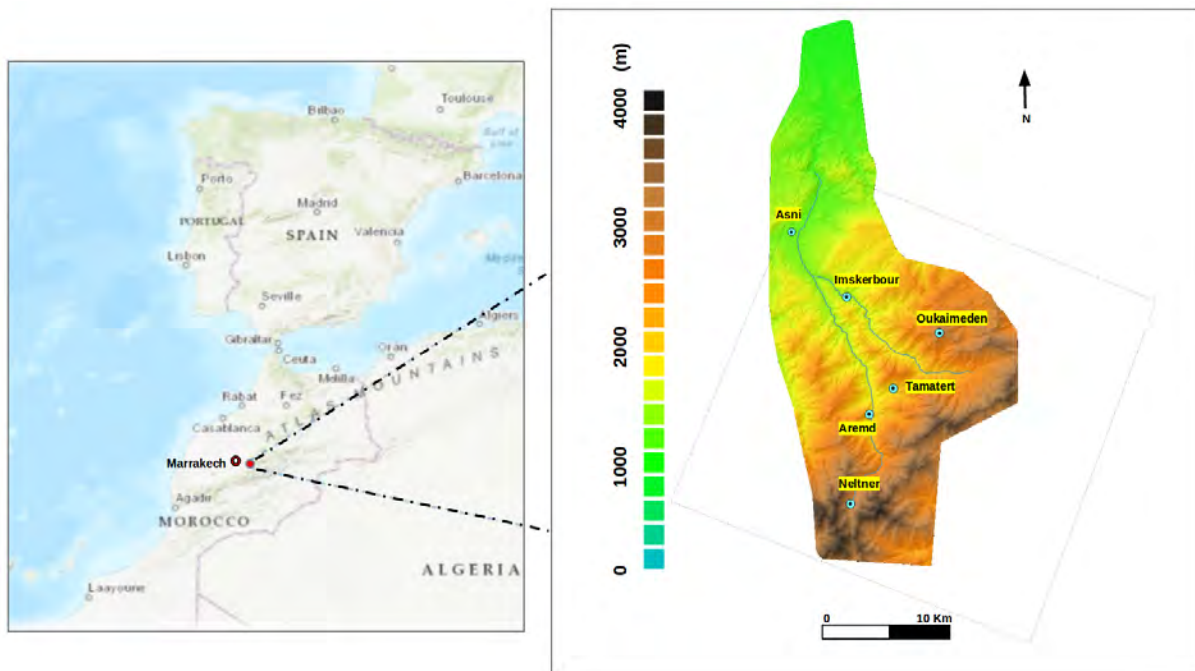 Toulouse
Bilbao
Gulf of
Lion
Barcelona
Porto
Madrid
PORTUGAL
SPAIN
Valencia
Lisbon
Seville
Gibraltar
Ceuta
Algiers
Oran
Melilla
ATLAS MOUNTAINS
Rabat
Fez
Casablanca
Marrakech
Agadir
MOROCCO
ALGERIA
Laayoune
(m)
4000
3000
2000
1000
0
N
Asni
Imskerbour
Oukaimeden
Tamatert
Aremd
Neltner
0 10 Km